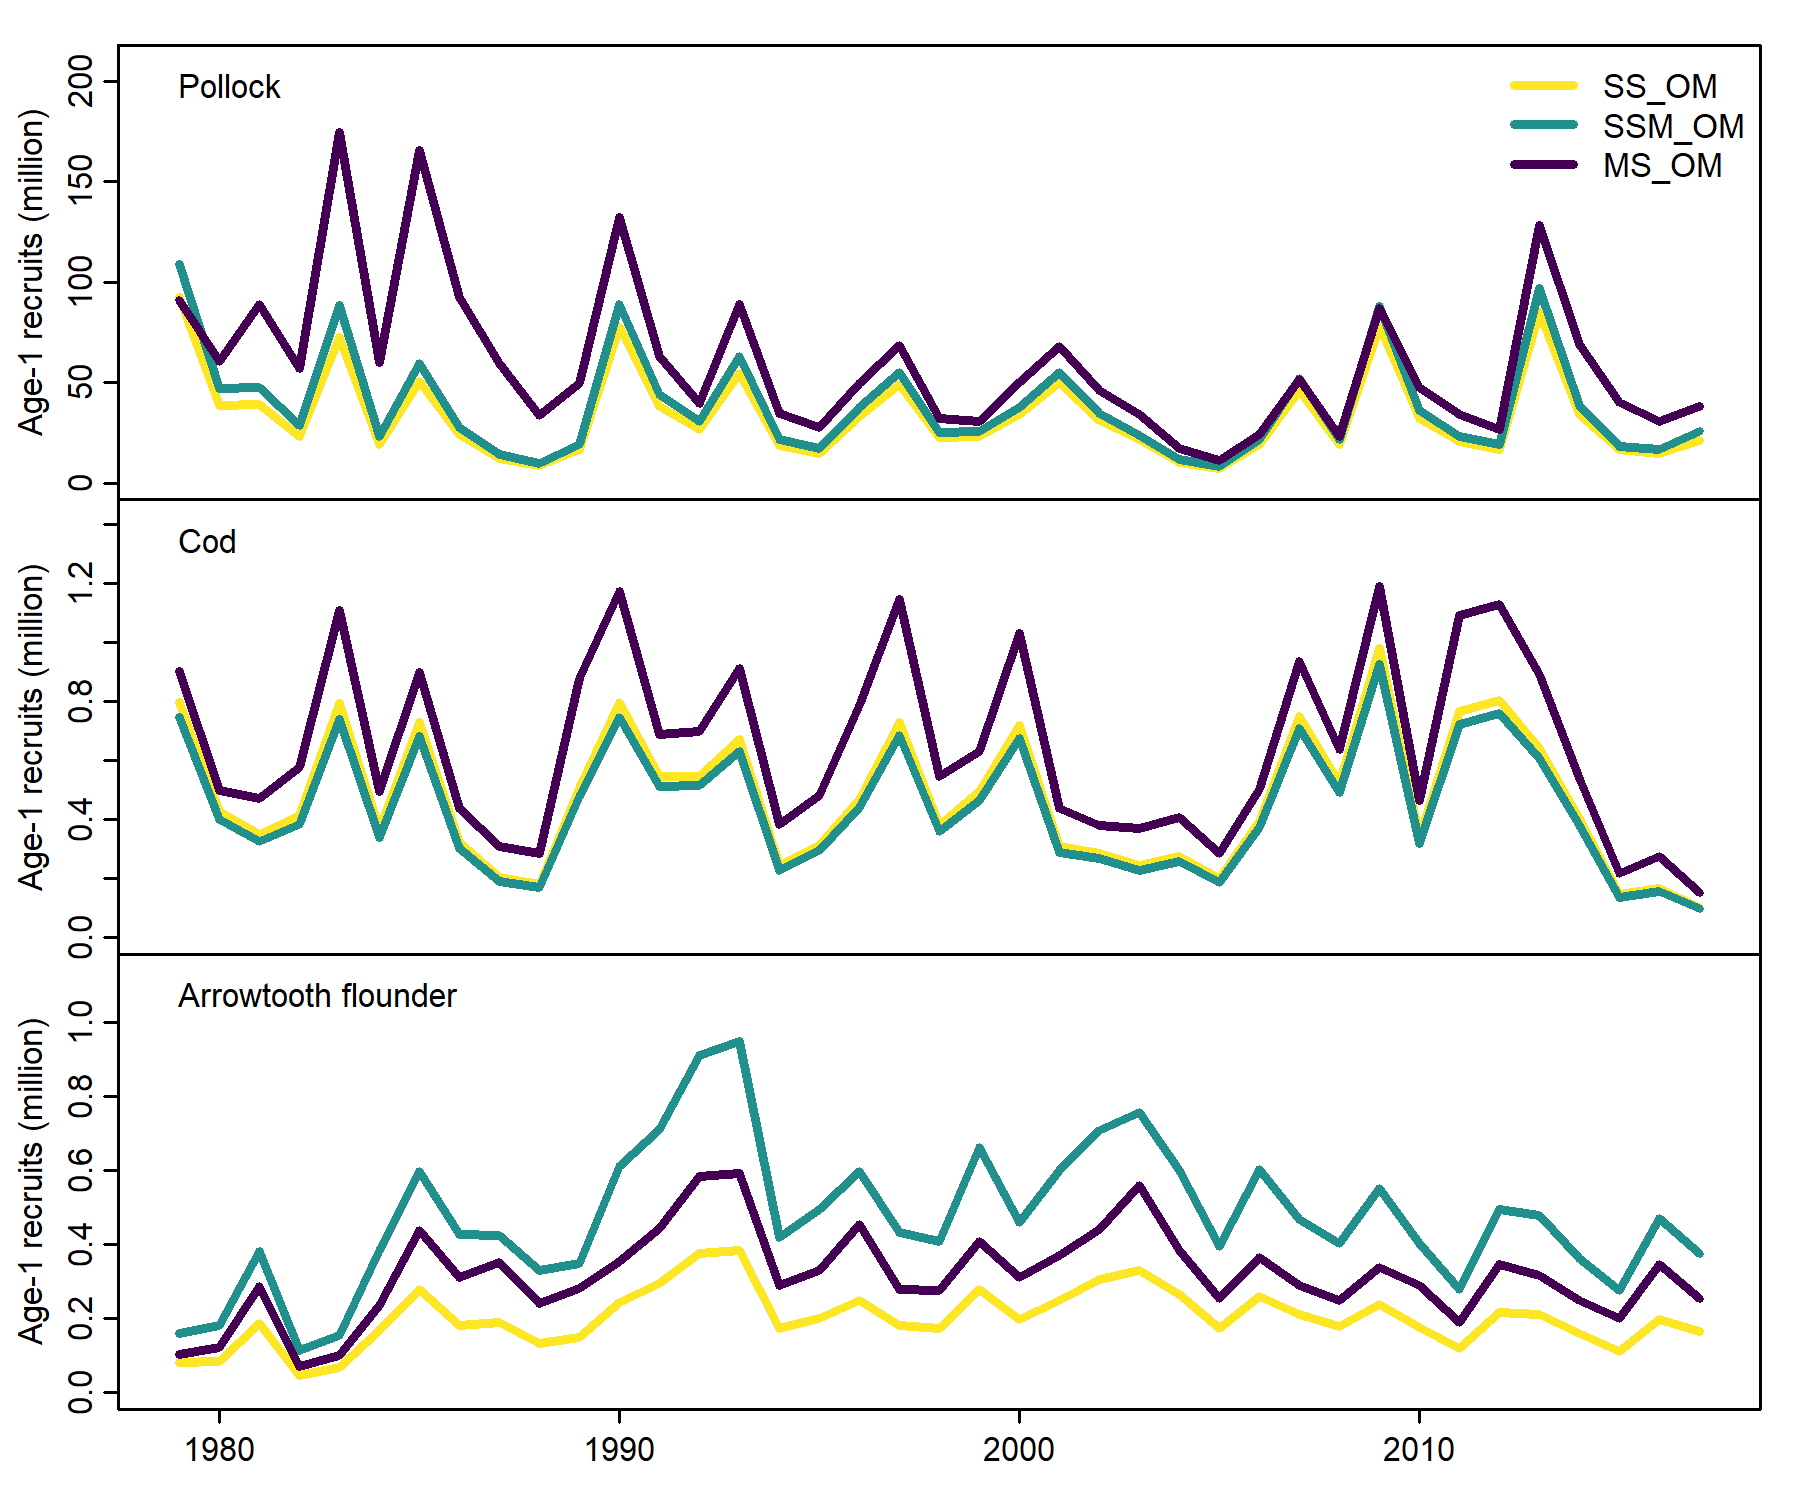 Pollock
SS_OM
SSM_OM
MS_OM
Age-1 recruits (million)
200
150
100
50
0
Cod
Age-1 recruits (million)
1.2
0.8
0.4
0.0
Arrowtooth flounder
Age-1 recruits (million)
1.0
0.8
0.6
0.4
0.2
0.0
1980 1990 2000 2010